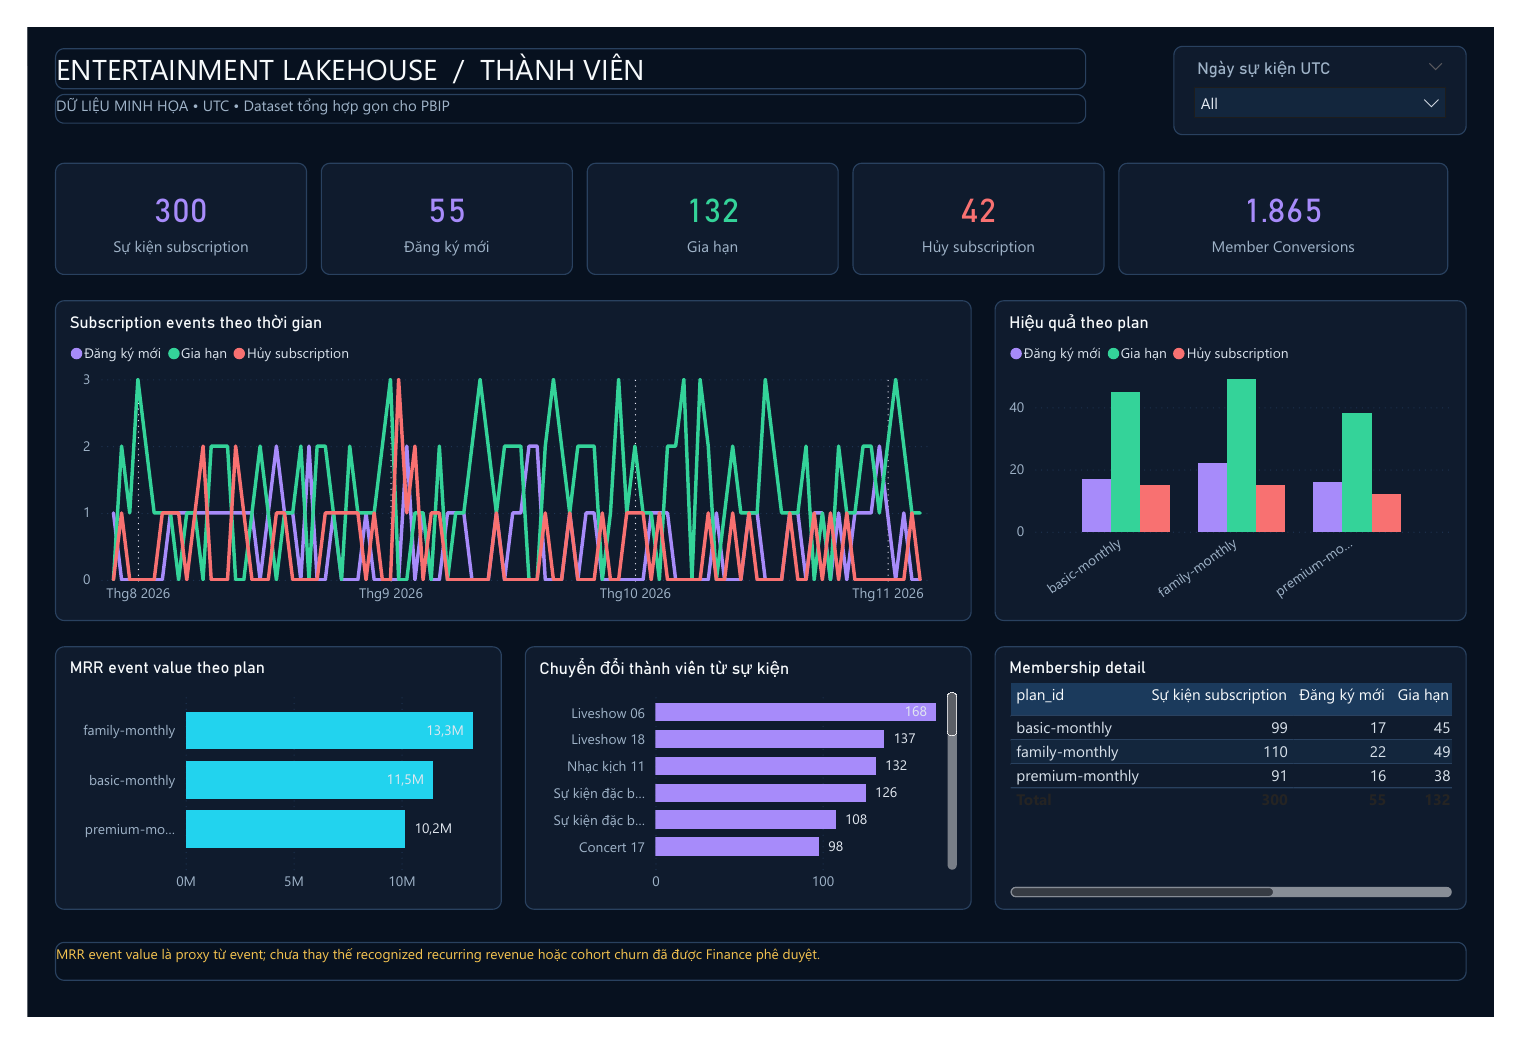 ENTERTAINMENT LAKEHOUSE / THÀNH VIÊN
DỮ LIỆU MINH HỌA • UTC • Dataset tổng hợp gọn cho PBIP
Ngày sự kiện UTC
All
300
Sự kiện subscription
55
Đăng ký mới
132
Gia hạn
42
Hủy subscription
1.865
Member Conversions
Subscription events theo thời gian
Đăng ký mới Gia hạn Hủy subscription
3
2
1
0
Thg8 2026 Thg9 2026 Thg10 2026 Thg11 2026
Hiệu quả theo plan
Đăng ký mới Gia hạn Hủy subscription
40
20
0
basic-monthly family-monthly premium-mo...
MRR event value theo plan
family-monthly 13,3M
basic-monthly 11,5M
premium-mo... 10,2M
0M 5M 10M
Chuyển đổi thành viên từ sự kiện
Liveshow 06 168
Liveshow 18 137
Nhạc kịch 11 132
Sự kiện đặc b... 126
Sự kiện đặc b... 108
Concert 17 98
0 100
Membership detail
plan_id Sự kiện subscription Đăng ký mới Gia hạn
basic-monthly 99 17 45
family-monthly 110 22 49
premium-monthly 91 16 38
Total 300 55 132
MRR event value là proxy từ event; chưa thay thế recognized recurring revenue hoặc cohort churn đã được Finance phê duyệt.